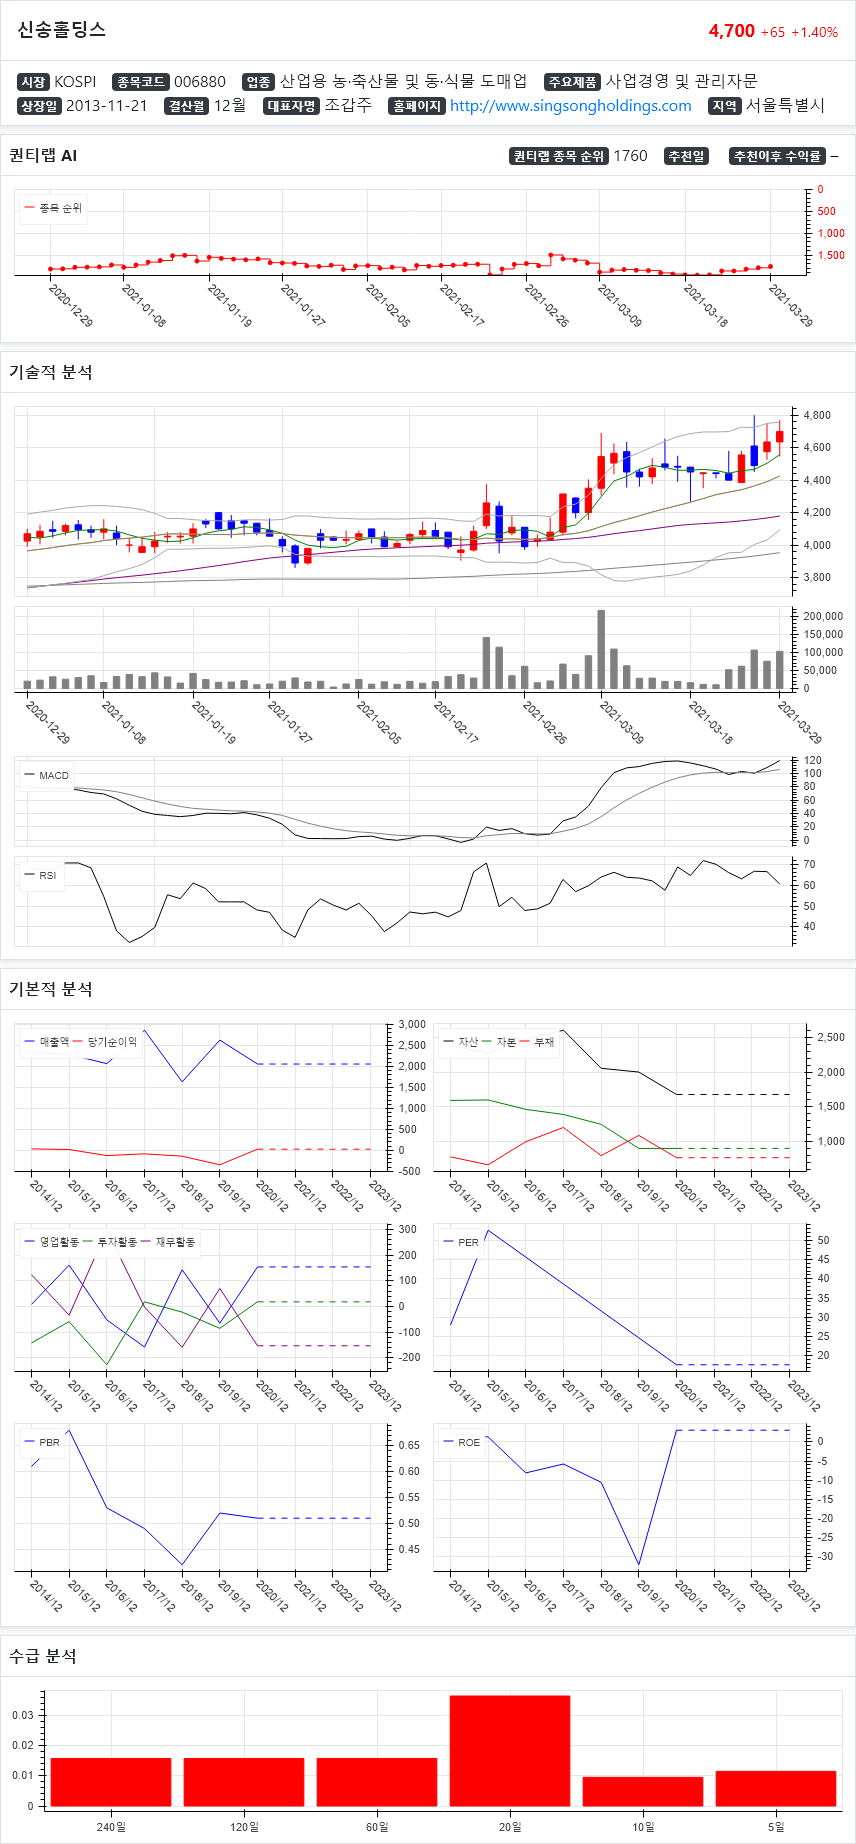 신송홀딩스
4,700 +65 +1.40%
시장 KOSPI 종목코드 006880 업종 산업용 농·축산물 및 동·식물 도매업 주요제품 사업경영 및 관리자문
상장일 2013-11-21 결산월 12월 대표자명 조갑주 홈페이지 http://www.singsongholdings.com 지역 서울특별시
퀀티랩 AI
퀀티랩 종목 순위 1760 추천일 추천이후 수익률 –
종목 순위
0
500
1,000
1,500
2020-12-29 2021-01-08 2021-01-19 2021-01-27 2021-02-05 2021-02-17 2021-02-26 2021-03-09 2021-03-18 2021-03-29
기술적 분석
4,800
4,600
4,400
4,200
4,000
3,800
200,000
150,000
100,000
50,000
0
2020-12-29 2021-01-08 2021-01-19 2021-01-27 2021-02-05 2021-02-17 2021-02-26 2021-03-09 2021-03-18 2021-03-29
MACD
120
100
80
60
40
20
0
RSI
70
60
50
40
기본적 분석
매출액 당기순이익
3,000
2,500
2,000
1,500
1,000
500
0
-500
2014/12 2015/12 2016/12 2017/12 2018/12 2019/12 2020/12 2021/12 2022/12 2023/12
자산 자본 부채
2,500
2,000
1,500
1,000
2014/12 2015/12 2016/12 2017/12 2018/12 2019/12 2020/12 2021/12 2022/12 2023/12
영업활동 투자활동 재무활동
300
200
100
0
-100
-200
2014/12 2015/12 2016/12 2017/12 2018/12 2019/12 2020/12 2021/12 2022/12 2023/12
PER
50
45
40
35
30
25
20
2014/12 2015/12 2016/12 2017/12 2018/12 2019/12 2020/12 2021/12 2022/12 2023/12
PBR
0.65
0.60
0.55
0.50
0.45
2014/12 2015/12 2016/12 2017/12 2018/12 2019/12 2020/12 2021/12 2022/12 2023/12
ROE
0
-5
-10
-15
-20
-25
-30
2014/12 2015/12 2016/12 2017/12 2018/12 2019/12 2020/12 2021/12 2022/12 2023/12
수급 분석
0.03
0.02
0.01
0
240일 120일 60일 20일 10일 5일